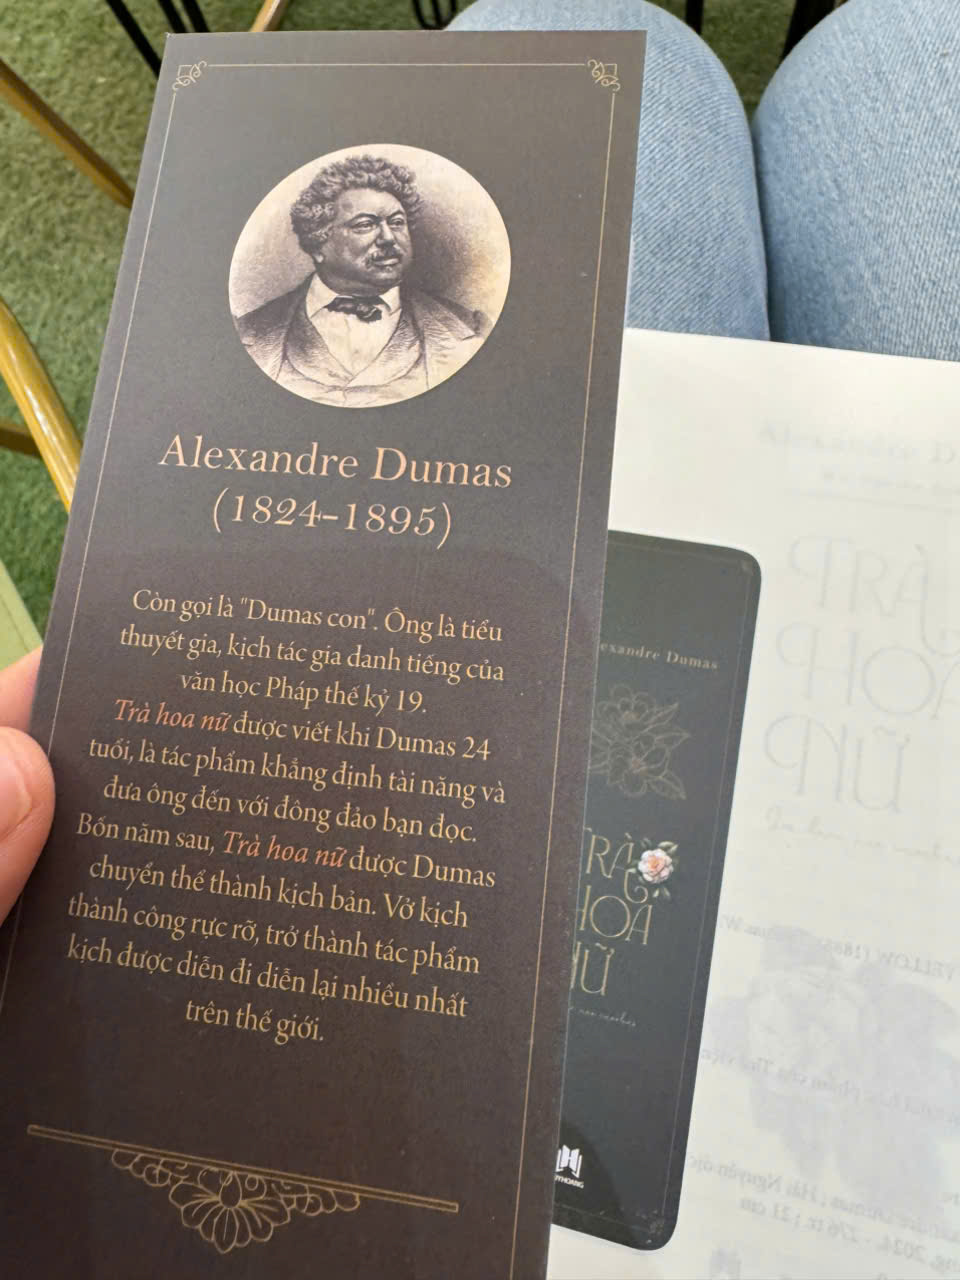 Alexandre Dumas
(1824-1895)
Còn gọi là "Dumas con". Ông là tiểu
thuyết gia, kịch tác gia danh tiếng của
văn học Pháp thế kỷ 19.
Trà hoa nữ được viết khi Dumas 24
tuổi, là tác phẩm khẳng định tài năng và
đưa ông đến với đông đảo bạn đọc.
Bốn năm sau, Trà hoa nữ được Dumas
chuyển thể thành kịch bản. Vở kịch
thành công rực rỡ, trở thành tác phẩm
kịch được diễn đi diễn lại nhiều nhất
trên thế giới.
Dumas
TRÀ
HOA
NỮ